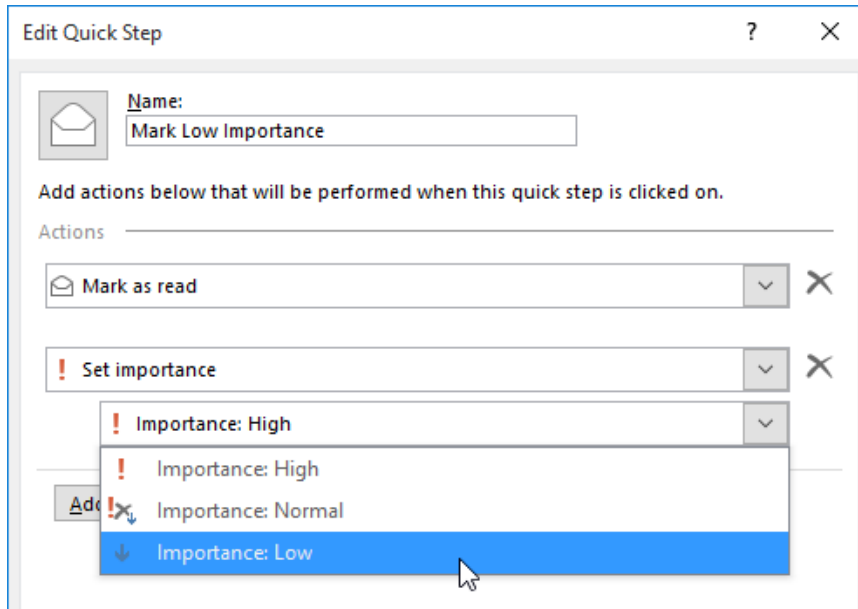 Edit Quick Step
?
Name:
Mark Low Importance
Add actions below that will be performed when this quick step is clicked on.
Actions
Mark as read
Set importance
Importance: High
Importance: High
Importance: Normal
Importance: Low